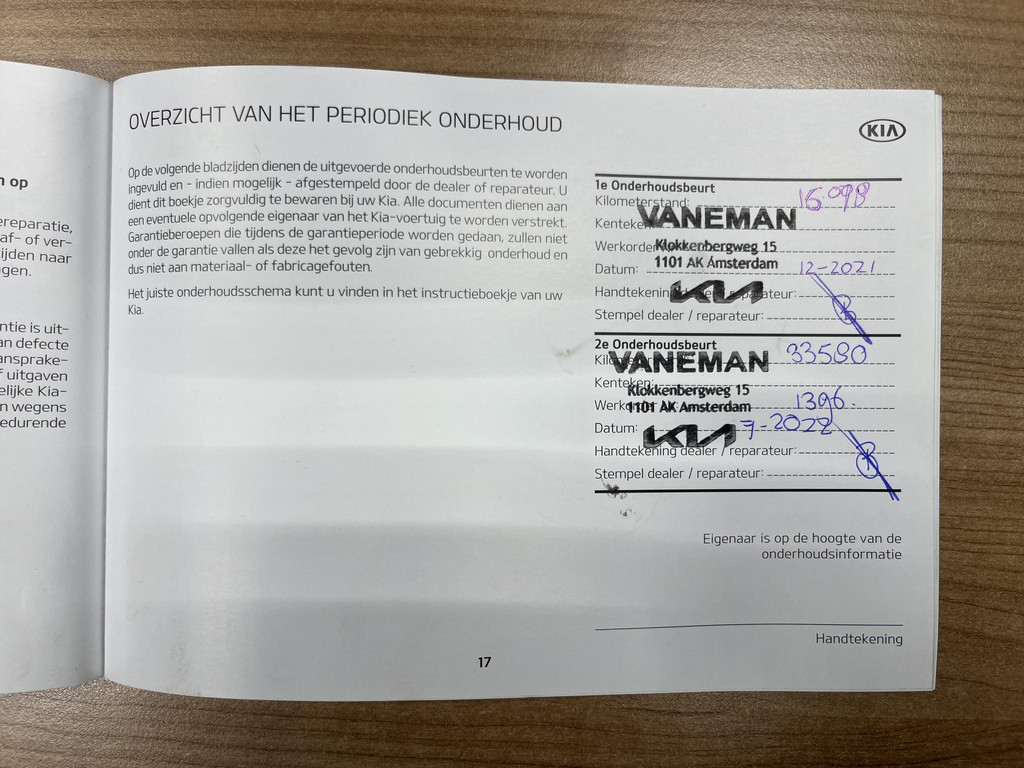 n op
ereparatie,
af- of ver-
ijden naar
gen.
ntie is uit-
an defecte
ansprake-
f uitgaven
elijke Kia-
n wegens
edurende
OVERZICHT VAN HET PERIODIEK ONDERHOUD
KIA
Op de volgende bladzijden dienen de uitgevoerde onderhoudsbeurten te worden
ingevuld en - indien mogelijk - afgestempeld door de dealer of reparateur. U
dient dit boekje zorgvuldig te bewaren bij uw Kia. Alle documenten dienen aan
een eventuele opvolgende eigenaar van het Kia-voertuig te worden verstrekt.
Garantieberoepen die tijdens de garantieperiode worden gedaan, zullen niet
onder de garantie vallen als deze het gevolg zijn van gebrekkig onderhoud en
dus niet aan materiaal- of fabricagefouten.
Het juiste onderhoudsschema kunt u vinden in het instructieboekje van uw
Kia.
1e Onderhoudsbeurt
Kilometerstand: 16098
Kenteken VANEMAN
Werkorder Klokkenbergweg 15
1101 AK Amsterdam
Datum: 12-2021
Handtekening dealer / reparateur: KIA
Stempel dealer / reparateur:
2e Onderhoudsbeurt
VANEMAN 33580
Kenteken:
Klokkenbergweg 15
1101 AK Amsterdam 1396.
Datum: 7-2022
KIA
Handtekening dealer / reparateur:
Stempel dealer / reparateur:
Eigenaar is op de hoogte van de
onderhoudsinformatie
Handtekening
17